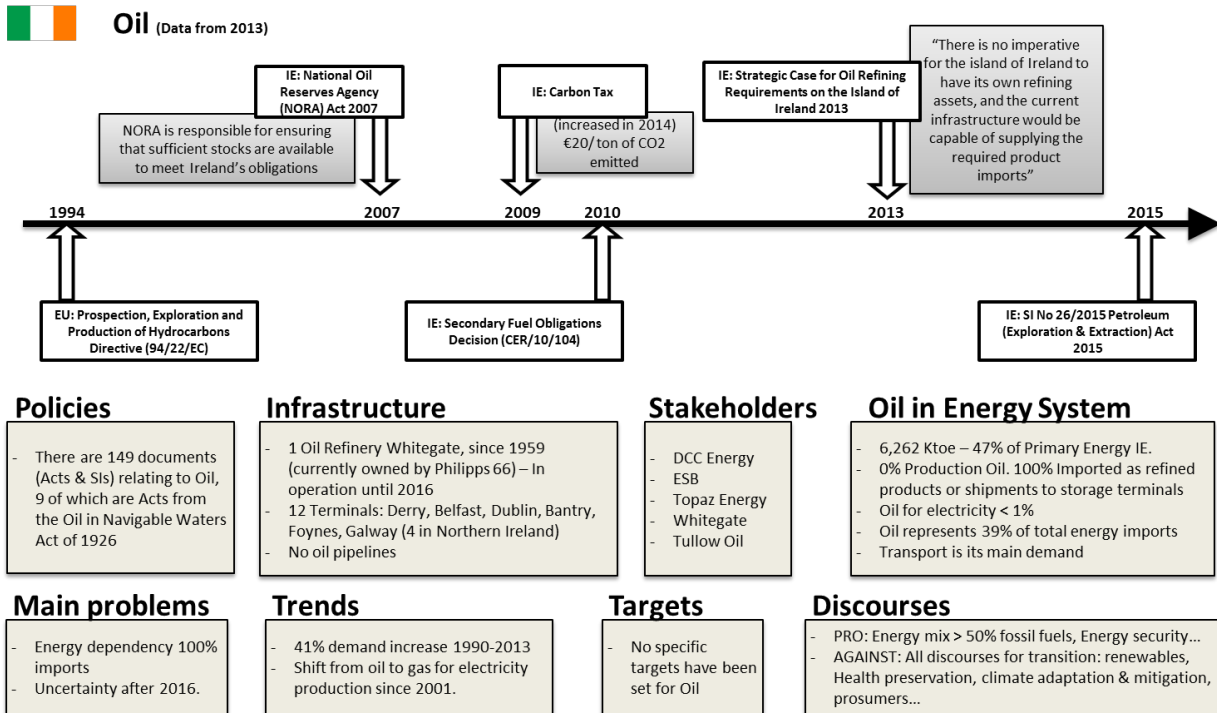 Oil (Data from 2013)
IE: National Oil
Reserves Agency
(NORA) Act 2007
NORA is responsible for ensuring
that sufficient stocks are available
to meet Ireland's obligations
IE: Carbon Tax
(increased in 2014)
€20/ton of CO2
emitted
IE: Strategic Case for Oil Refining
Requirements on the Island of
Ireland 2013
“There is no imperative
for the island of Ireland to
have its own refining
assets, and the current
infrastructure would be
capable of supplying the
required product
imports”
1994
2007
2009
2010
2013
2015
EU: Prospection, Exploration and
Production of Hydrocarbons
Directive (94/22/EC)
IE: Secondary Fuel Obligations
Decision (CER/10/104)
IE: SI No 26/2015 Petroleum
(Exploration & Extraction) Act
2015
Policies
- There are 149 documents
(Acts & SIs) relating to Oil,
9 of which are Acts from
the Oil in Navigable Waters
Act of 1926
Infrastructure
- 1 Oil Refinery Whitegate, since 1959
(currently owned by Philipps 66) – In
operation until 2016
- 12 Terminals: Derry, Belfast, Dublin, Bantry,
Foynes, Galway (4 in Northern Ireland)
- No oil pipelines
Stakeholders
- DCC Energy
- ESB
- Topaz Energy
- Whitegate
- Tullow Oil
Oil in Energy System
- 6,262 Ktoe – 47% of Primary Energy IE.
- 0% Production Oil. 100% Imported as refined
products or shipments to storage terminals
- Oil for electricity < 1%
- Oil represents 39% of total energy imports
- Transport is its main demand
Main problems
- Energy dependency 100%
imports
- Uncertainty after 2016.
Trends
- 41% demand increase 1990-2013
- Shift from oil to gas for electricity
production since 2001.
Targets
- No specific
targets have been
set for Oil
Discourses
- PRO: Energy mix > 50% fossil fuels, Energy security…
- AGAINST: All discourses for transition: renewables,
Health preservation, climate adaptation & mitigation,
prosumers…